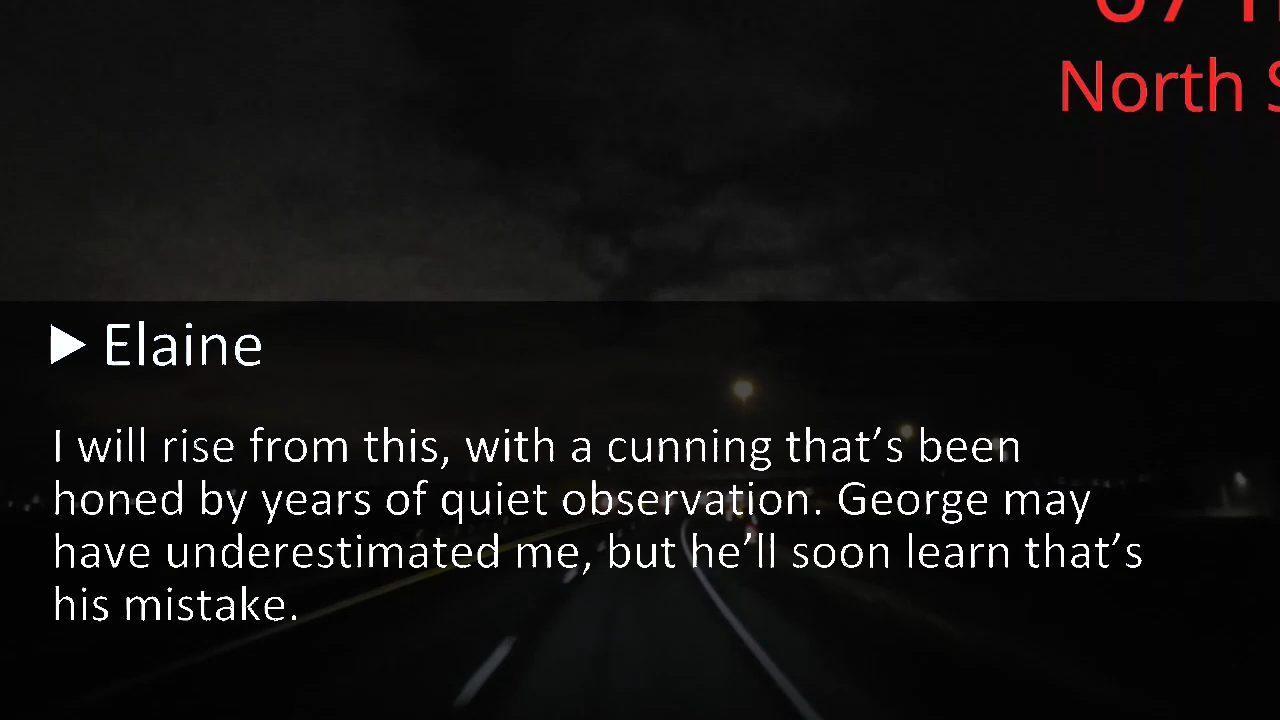 North
Elaine
I will rise from this, with a cunning that’s been
honed by years of quiet observation. George may
have underestimated me, but he’ll soon learn that’s
his mistake.